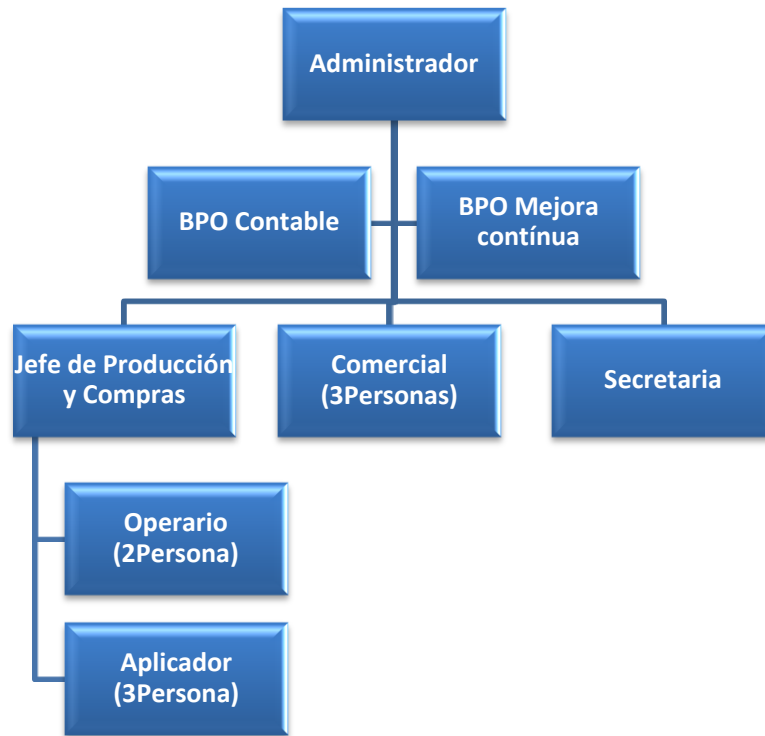 Administrador
BPO Contable
BPO Mejora
contínua
Jefe de Producción
y Compras
Comercial
(3Personas)
Secretaria
Operario
(2Persona)
Aplicador
(3Persona)